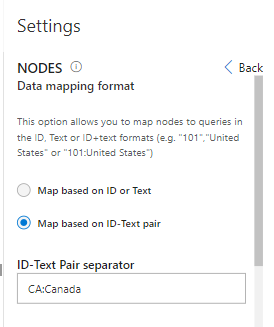 Settings
NODES
Back
Data mapping format
This option allows you to map nodes to queries in
the ID, Text or ID+text formats (e.g. "101","United
States" or "101:United States")
Map based on ID or Text
Map based on ID-Text pair
ID-Text Pair separator
CA:Canada